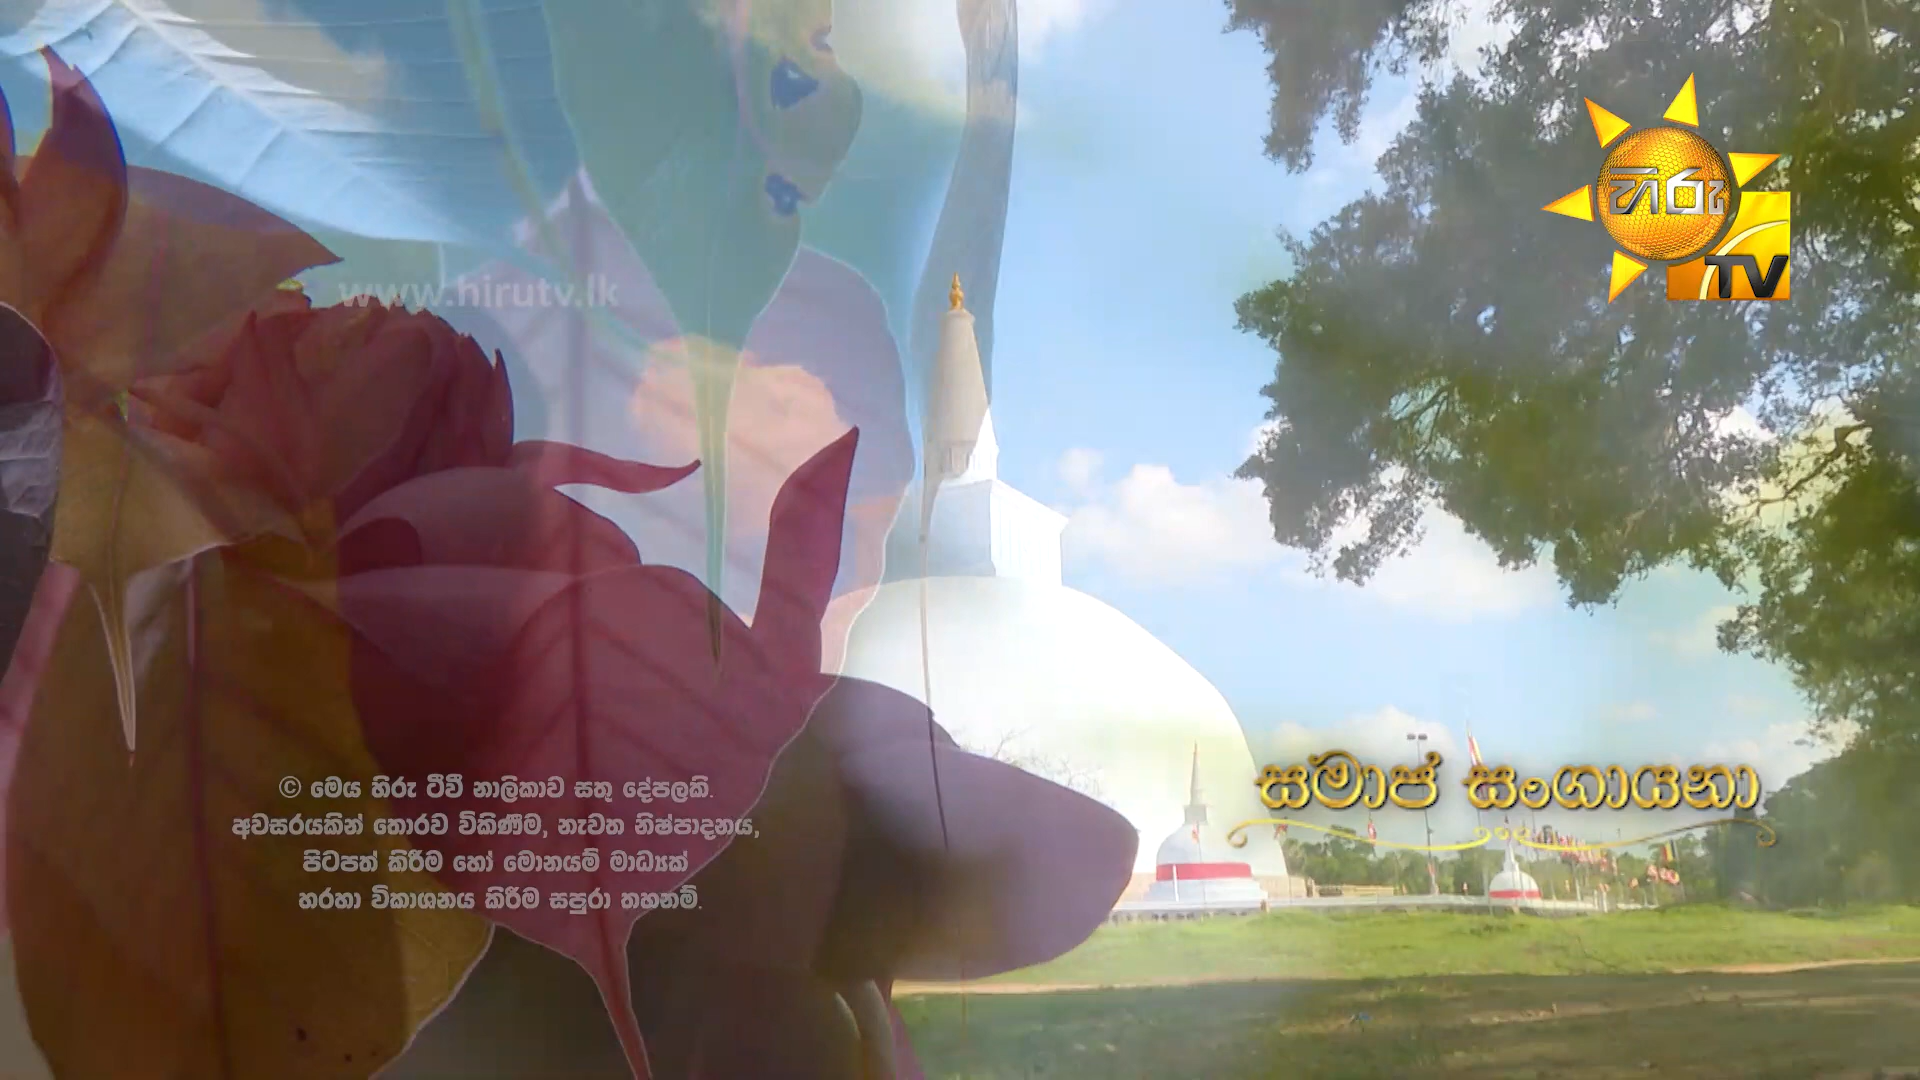 හිරු
TV
www.hirutv.lk
සමාජ සංගායනා
© මෙය හිරු ටීවී නාලිකාව සතු දේපලකි.
අවසරයකින් තොරව විකිණීම, නැවත නිෂ්පාදනය,
පිටපත් කිරීම හෝ මොනයම් මාධ්‍යක්
හරහා විකාශනය කිරීම සපුරා තහනම්.